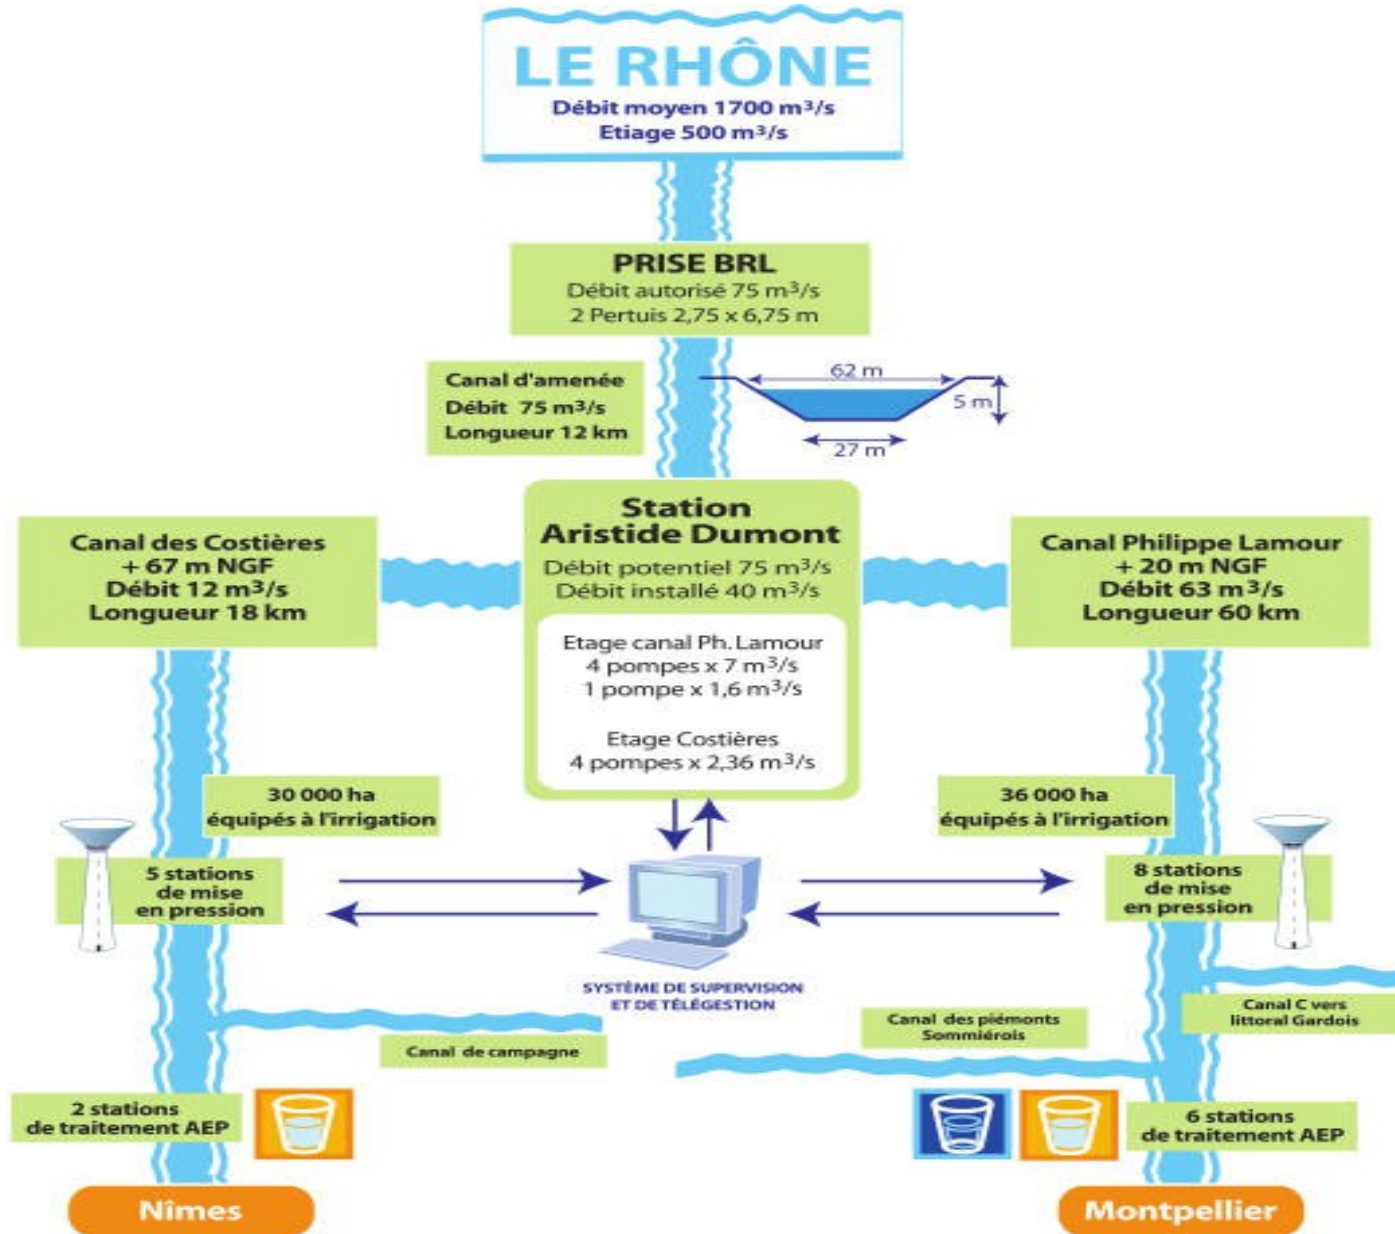 LE RHÔNE
Débit moyen 1700 m³/s
Etiage 500 m³/s
PRISE BRL
Débit autorisé 75 m³/s
2 Pertuis 2,75 x 6,75 m
Canal d'amenée
Débit 75 m³/s
Longueur 12 km
62 m
5 m
27 m
Station
Aristide Dumont
Débit potentiel 75 m³/s
Débit installé 40 m³/s
Etage canal Ph. Lamour
4 pompes x 7 m³/s
1 pompe x 1,6 m³/s
Etage Costières
4 pompes x 2,36 m³/s
Canal des Costières
+ 67 m NGF
Débit 12 m³/s
Longueur 18 km
Canal Philippe Lamour
+ 20 m NGF
Débit 63 m³/s
Longueur 60 km
30 000 ha
équipés à l'irrigation
36 000 ha
équipés à l'irrigation
5 stations
de mise
en pression
8 stations
de mise
en pression
SYSTÈME DE SUPERVISION
ET DE TÉLÉGESTION
Canal de campagne
Canal des piémonts
Sommiérois
Canal C vers
littoral Gardois
2 stations
de traitement AEP
6 stations
de traitement AEP
Nîmes
Montpellier